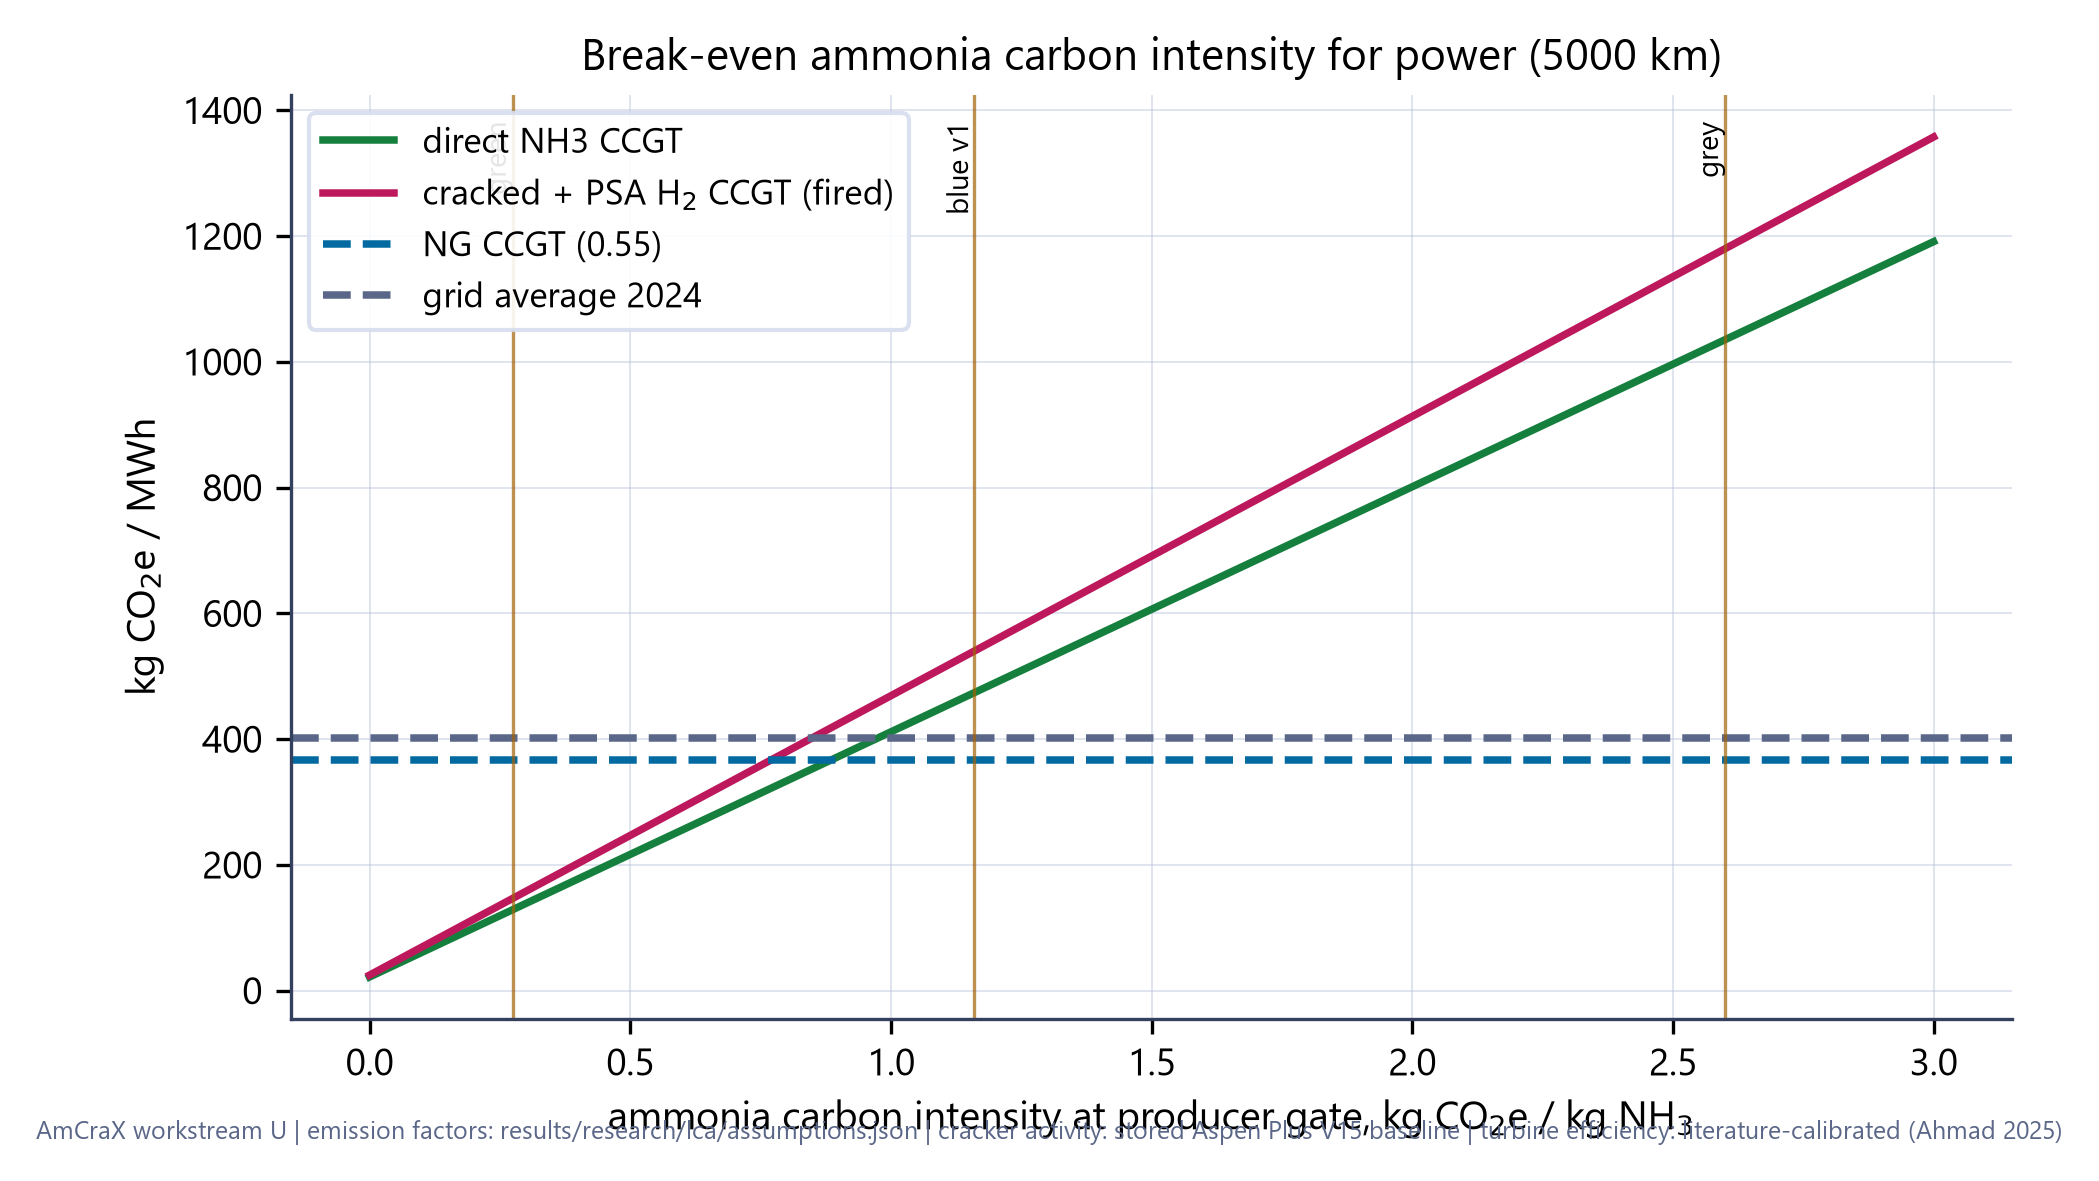 Break-even ammonia carbon intensity for power (5000 km)
1400
1200
1000
800
600
400
200
0
kg CO₂e / MWh
direct NH3 CCGT
cracked + PSA H₂ CCGT (fired)
NG CCGT (0.55)
grid average 2024
green
blue v1
grey
0.0 0.5 1.0 1.5 2.0 2.5 3.0
ammonia carbon intensity at producer gate, kg CO₂e / kg NH₃
AmCraX workstream U | emission factors: results/research/lca/assumptions.json | cracker activity: stored Aspen Plus V15 baseline | turbine efficiency: literature-calibrated (Ahmad 2025)